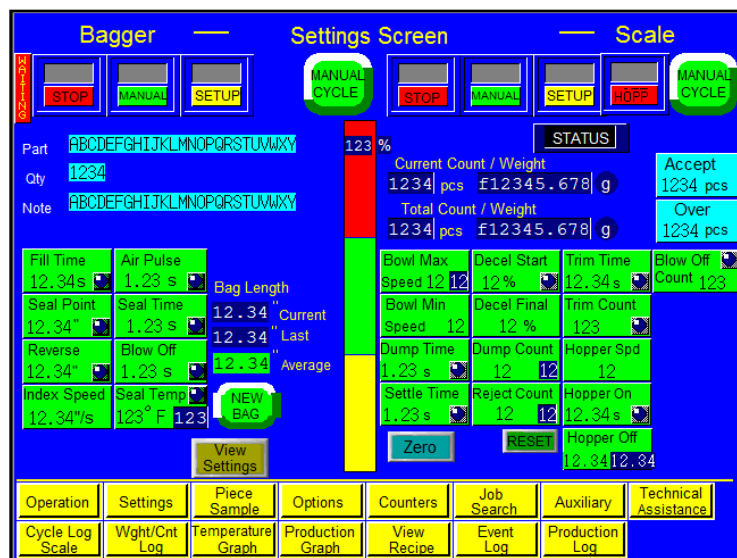 Bagger — Settings Screen — Scale
WAITING
STOP MANUAL SETUP MANUAL CYCLE STOP MANUAL SETUP HOPP MANUAL CYCLE
Part ABCDEFGHIJKLMNOPQRSTUVWXY
Qty 1234
Note ABCDEFGHIJKLMNOPQRSTUVWXY
123 %
STATUS
Current Count / Weight
1234 pcs f12345.678 g
Total Count / Weight
1234 pcs f12345.678 g
Accept
1234 pcs
Over
1234 pcs
Fill Time
12.34 s
Air Pulse
1.23 s
Seal Point
12.34"
Seal Time
1.23 s
Reverse
12.34"
Blow Off
1.23 s
Index Speed
12.34"/s
Seal Temp
123° F 123
Bag Length
12.34 " Current
12.34 " Last
12.34 Average
NEW
BAG
View
Settings
Bowl Max
Speed 12 12
Decel Start
12 %
Trim Time
12.34 s
Blow Off
Count 123
Bowl Min
Speed 12
Decel Final
12 %
Trim Count
123
Dump Time
1.23 s
Dump Count
12 12
Hopper Spd
12
Settle Time
1.23 s
Reject Count
12 12
Hopper On
12.34 s
Zero
RESET
Hopper Off
12.34 12.34
Operation Settings Piece Sample Options Counters Job Search Auxiliary Technical Assistance
Cycle Log Scale Wght/Cnt Log Temperature Graph Production Graph View Recipe Event Log Production Log